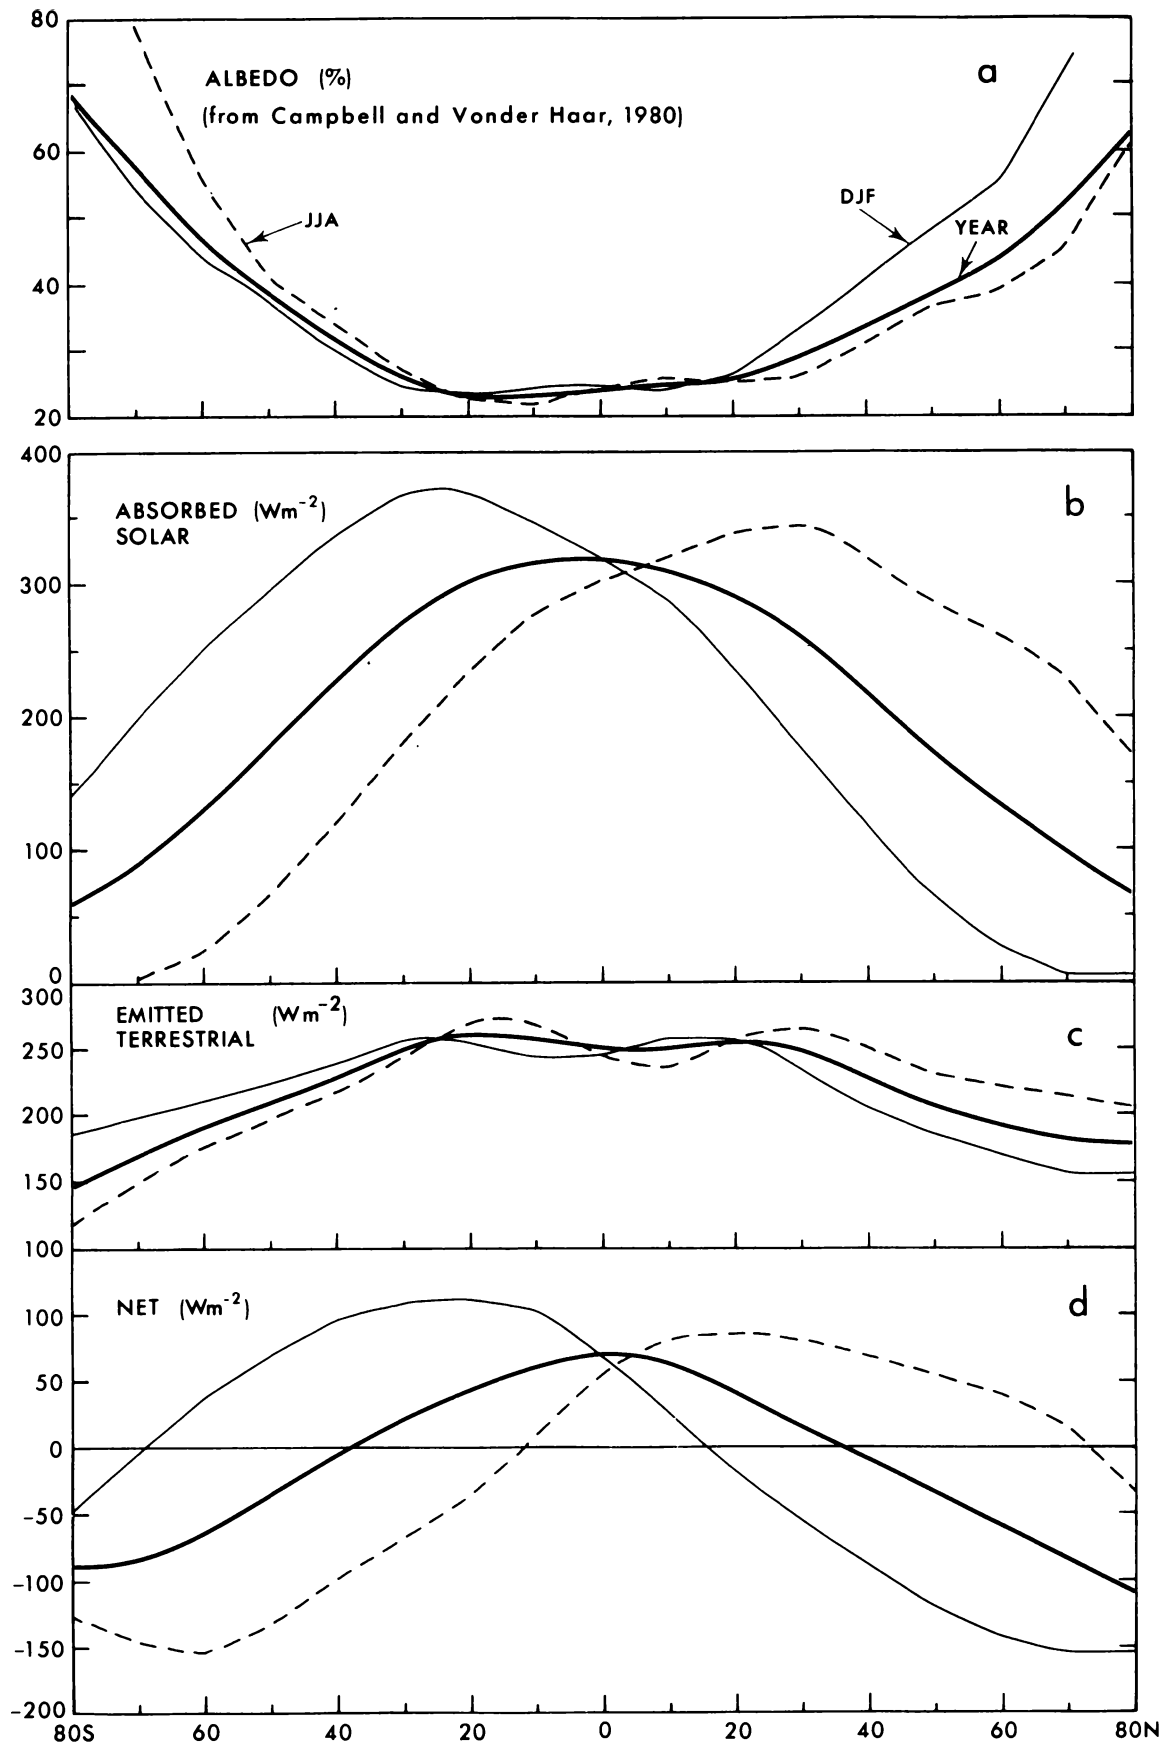 80
60
40
20
ALBEDO (%)
(from Campbell and Vonder Haar, 1980)
a
JJA
DJF
YEAR
400
300
200
100
0
ABSORBED (Wm-2)
SOLAR
b
300
250
200
150
100
EMITTED (Wm-2)
TERRESTRIAL
c
100
50
0
-50
-100
-150
-200
NET (Wm-2)
d
80S 60 40 20 0 20 40 60 80N